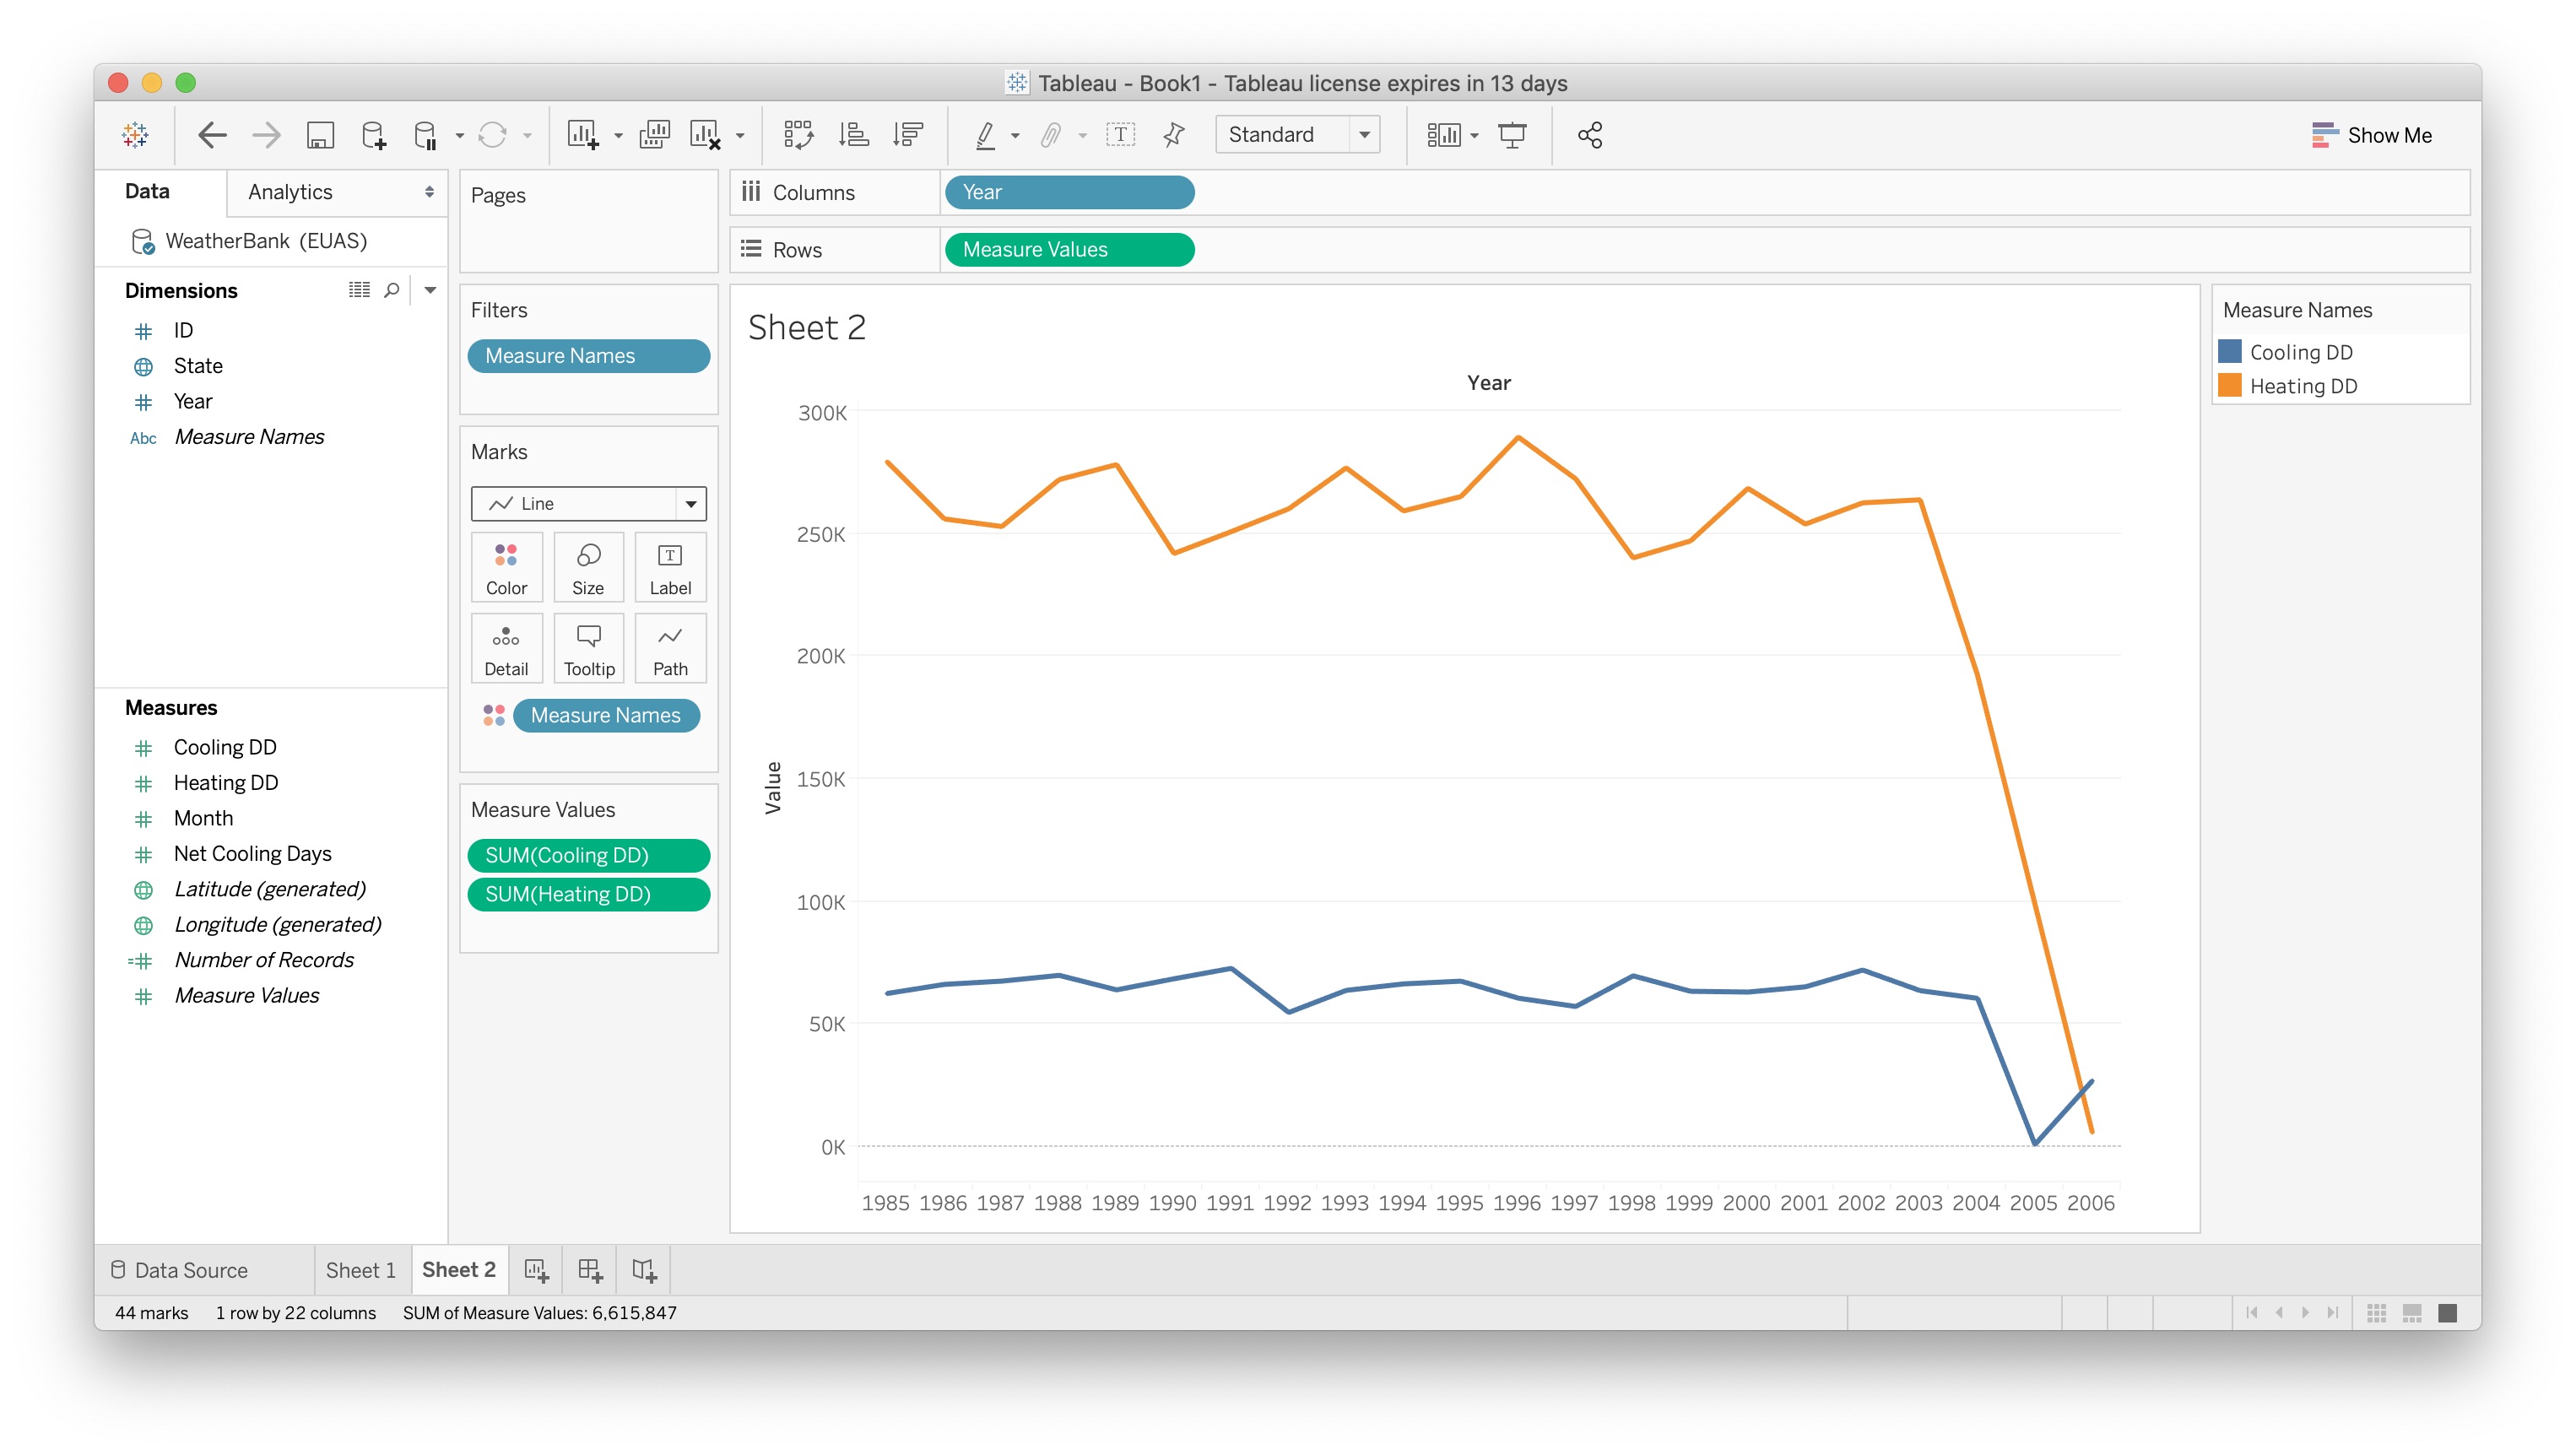 Tableau - Book1 - Tableau license expires in 13 days
Standard
Show Me
Data
Analytics
WeatherBank (EUAS)
Dimensions
ID
State
Year
Abc Measure Names
Measures
Cooling DD
Heating DD
Month
Net Cooling Days
Latitude (generated)
Longitude (generated)
Number of Records
Measure Values
Pages
Filters
Measure Names
Marks
Line
Color Size Label
Detail Tooltip Path
Measure Names
Measure Values
SUM(Cooling DD)
SUM(Heating DD)
Columns Year
Rows Measure Values
Sheet 2
Year
300K
250K
200K
150K
100K
50K
0K
Value
1985 1986 1987 1988 1989 1990 1991 1992 1993 1994 1995 1996 1997 1998 1999 2000 2001 2002 2003 2004 2005 2006
Measure Names
Cooling DD
Heating DD
Data Source Sheet 1 Sheet 2
44 marks 1 row by 22 columns SUM of Measure Values: 6,615,847